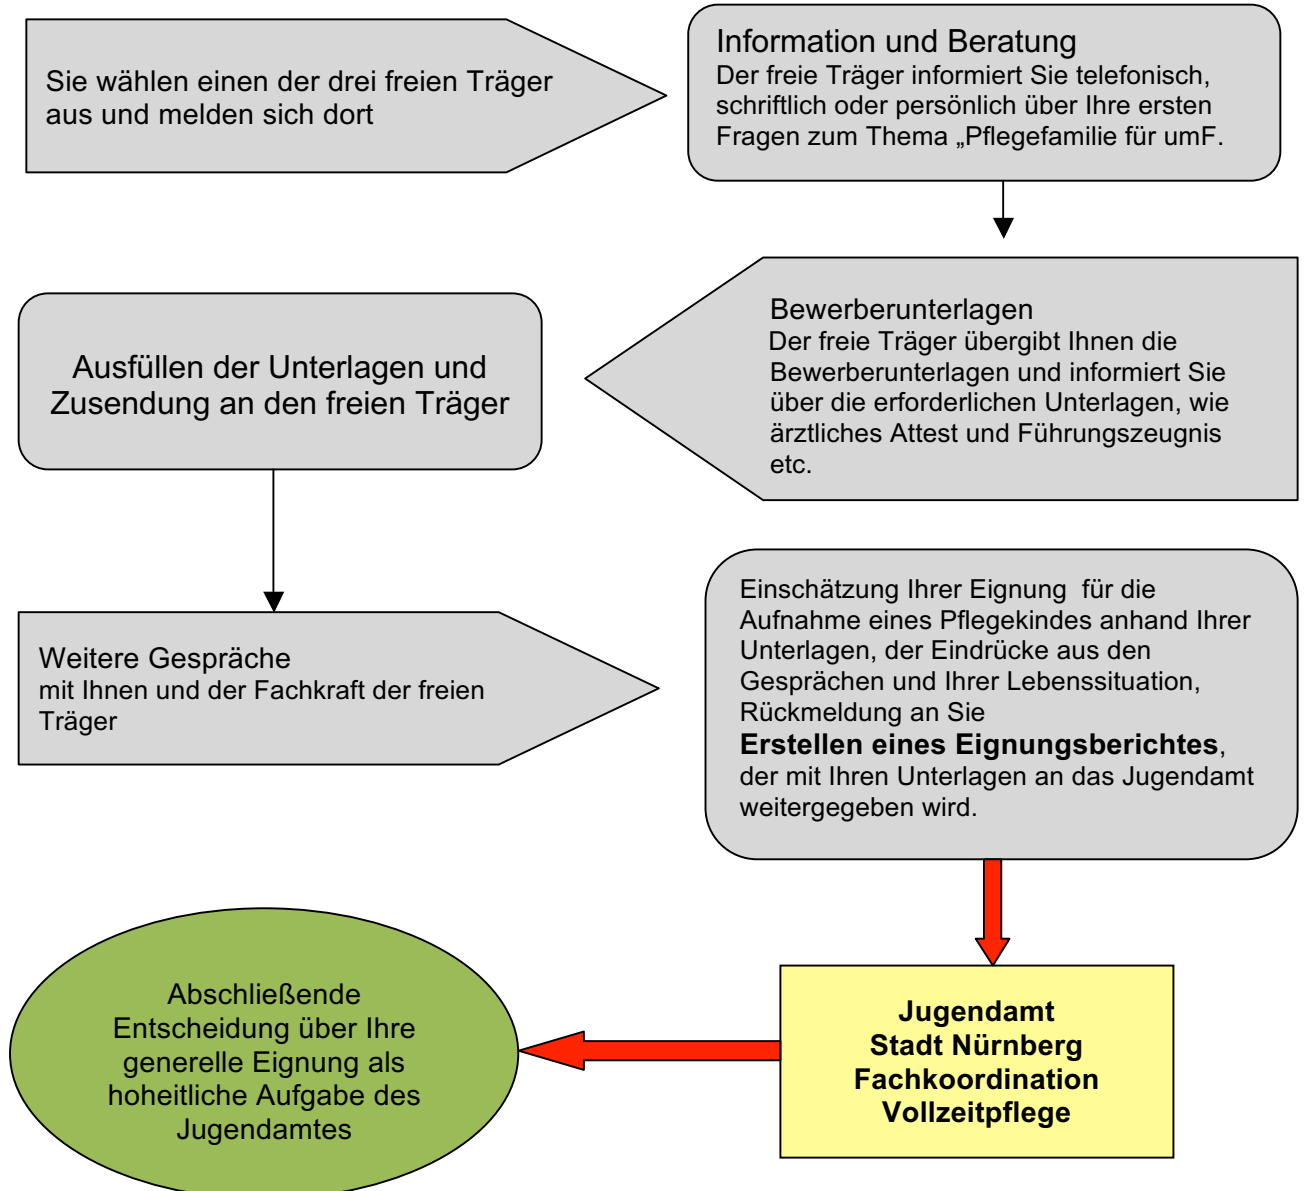 Sie wählen einen der drei freien Träger
aus und melden sich dort
Information und Beratung
Der freie Träger informiert Sie telefonisch,
schriftlich oder persönlich über Ihre ersten
Fragen zum Thema „Pflegefamilie für umF.
Bewerberunterlagen
Der freie Träger übergibt Ihnen die
Bewerberunterlagen und informiert Sie
über die erforderlichen Unterlagen, wie
ärztliches Attest und Führungszeugnis
etc.
Ausfüllen der Unterlagen und
Zusendung an den freien Träger
Weitere Gespräche
mit Ihnen und der Fachkraft der freien
Träger
Einschätzung Ihrer Eignung  für die
Aufnahme eines Pflegekindes anhand Ihrer
Unterlagen, der Eindrücke aus den
Gesprächen und Ihrer Lebenssituation,
Rückmeldung an Sie
Erstellen eines Eignungsberichtes,
der mit Ihren Unterlagen an das Jugendamt
weitergegeben wird.
Jugendamt
Stadt Nürnberg
Fachkoordination
Vollzeitpflege
Abschließende
Entscheidung über Ihre
generelle Eignung als
hoheitliche Aufgabe des
Jugendamtes